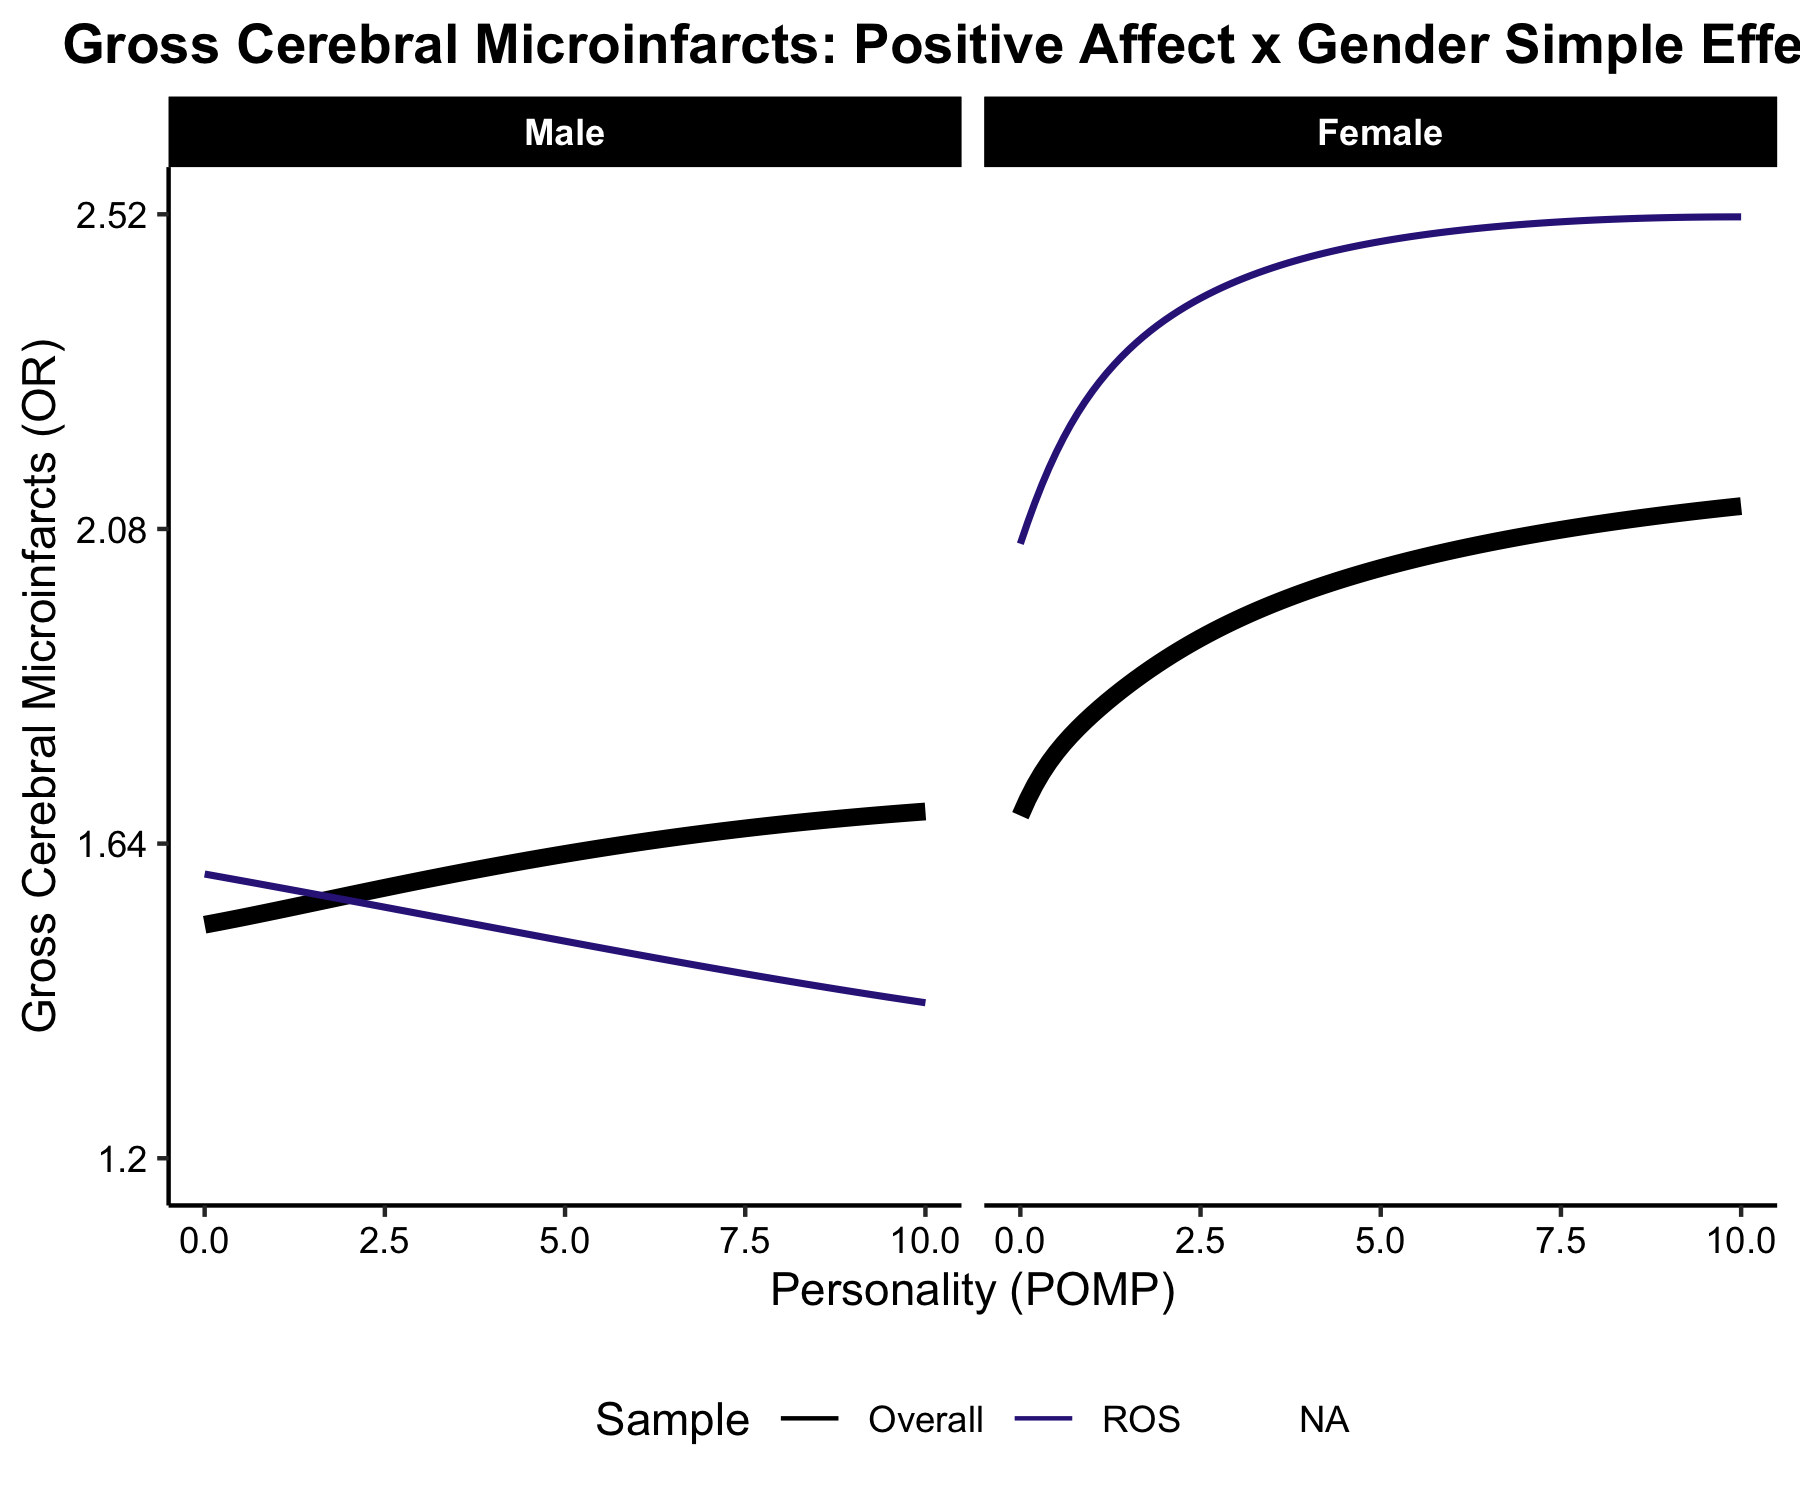 Gross Cerebral Microinfarcts: Positive Affect x Gender Simple Effe
Male
Female
Gross Cerebral Microinfarcts (OR)
2.52
2.08
1.64
1.2
0.0 2.5 5.0 7.5 10.0
0.0 2.5 5.0 7.5 10.0
Personality (POMP)
Sample Overall ROS NA